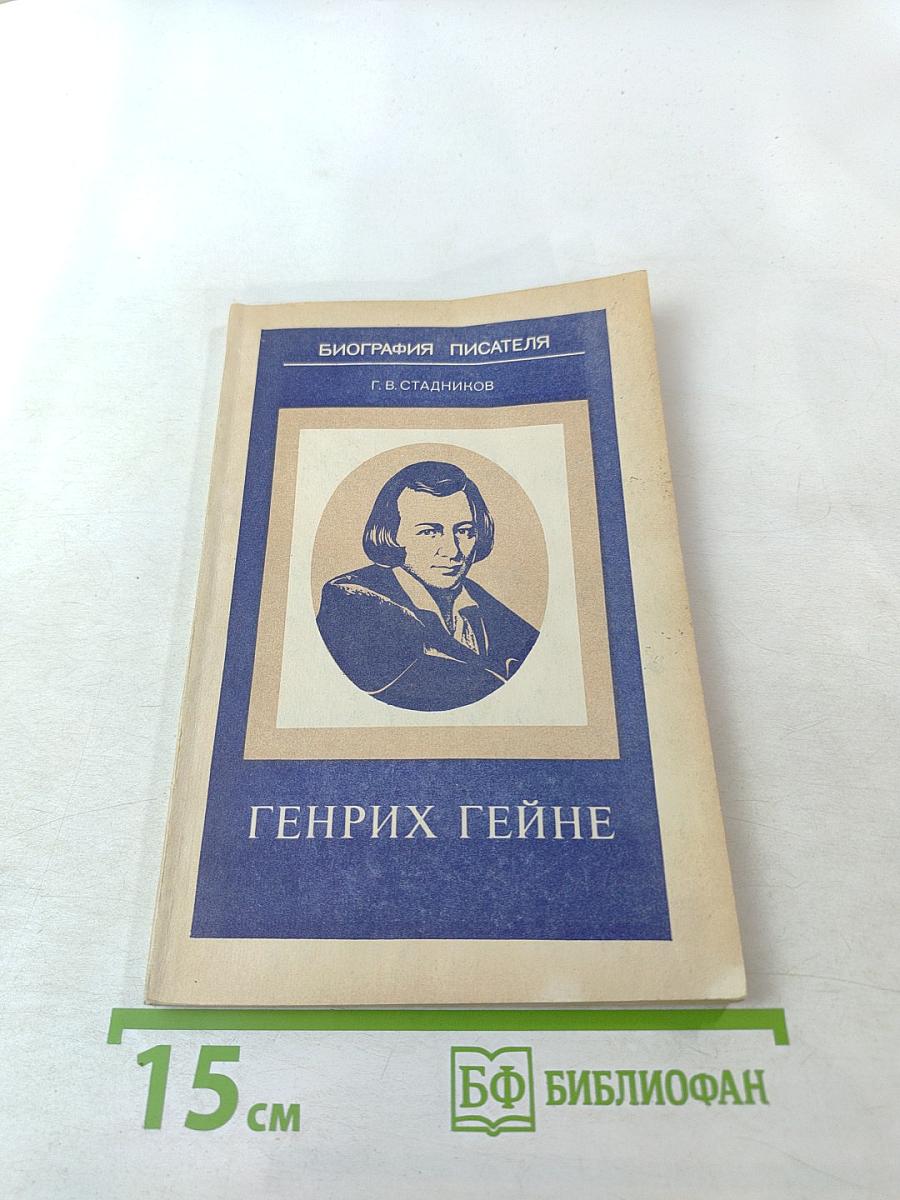 БИОГРАФИЯ ПИСАТЕЛЯ
Г. В. СТАДНИКОВ
ГЕНРИХ ГЕЙНЕ
15 см
БФ БИБЛИОФАН